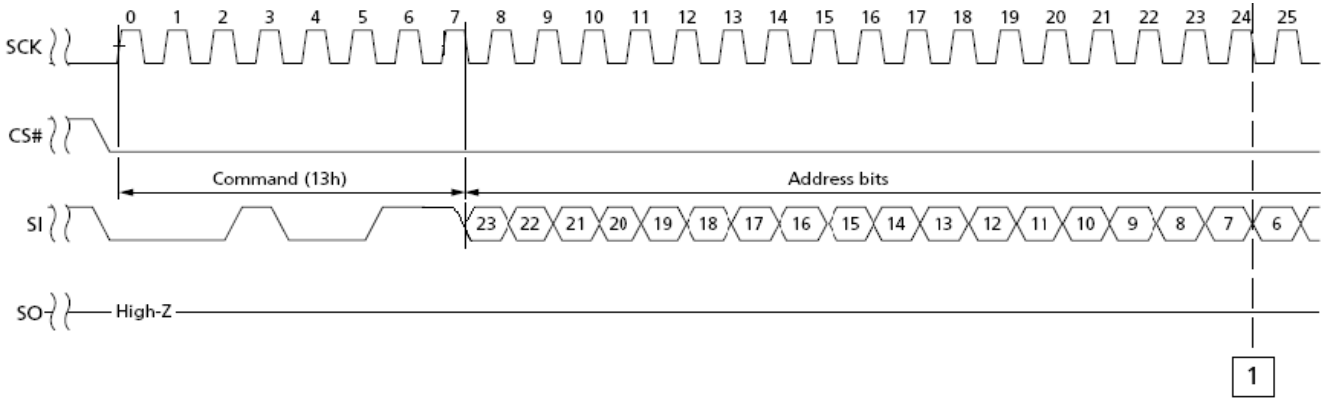 0 1 2 3 4 5 6 7 8 9 10 11 12 13 14 15 16 17 18 19 20 21 22 23 24 25
SCK
CS#
Command (13h) Address bits
SI 23 22 21 20 19 18 17 16 15 14 13 12 11 10 9 8 7 6
SO High-Z
1